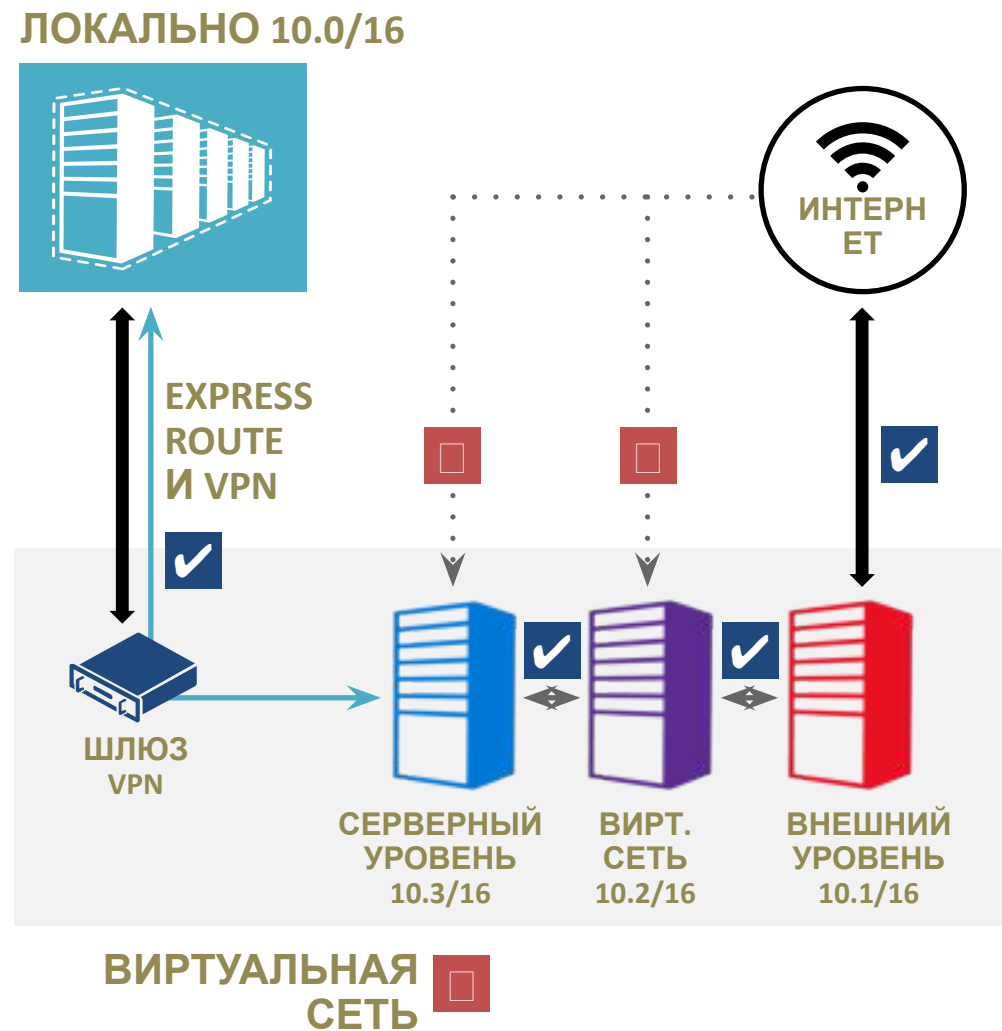 ЛОКАЛЬНО 10.0/16
ИНТЕРН
ЕТ
EXPRESS
ROUTE
И VPN
ШЛЮЗ
VPN
СЕРВЕРНЫЙ
УРОВЕНЬ
10.3/16
ВИРТ.
СЕТЬ
10.2/16
ВНЕШНИЙ
УРОВЕНЬ
10.1/16
ВИРТУАЛЬНАЯ
СЕТЬ